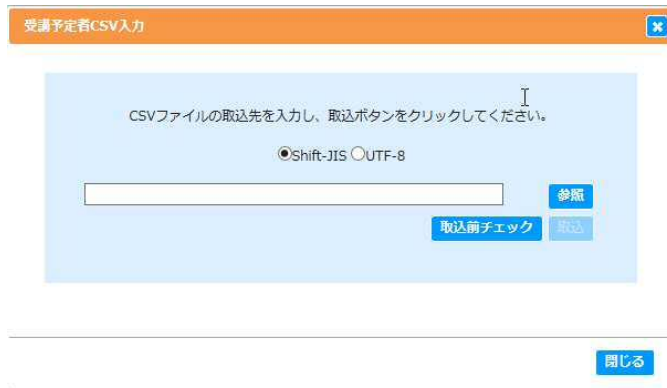 受講予定者CSV入力
CSVファイルの取込先を入力し、取込ボタンをクリックしてください。
Shift-JIS UTF-8
参照
取込前チェック 取込
閉じる